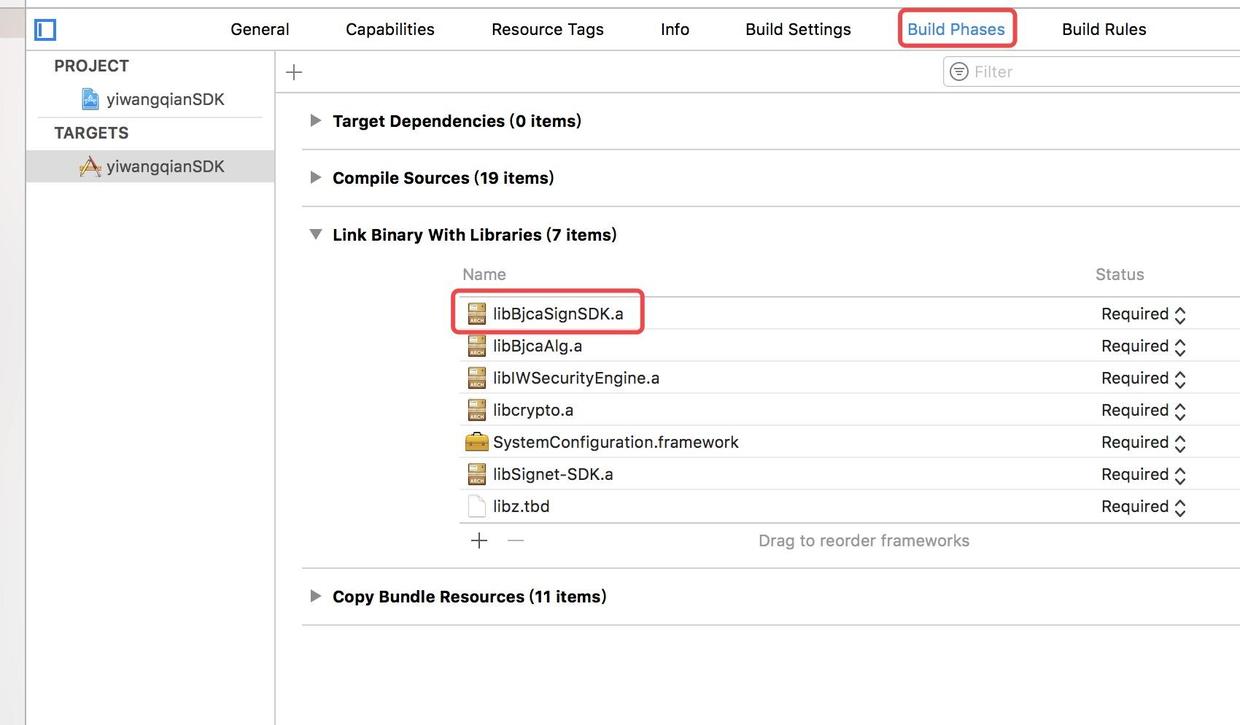 General Capabilities Resource Tags Info Build Settings Build Phases Build Rules
PROJECT
yiwangqianSDK
TARGETS
yiwangqianSDK
Filter
Target Dependencies (0 items)
Compile Sources (19 items)
Link Binary With Libraries (7 items)
Name Status
libBjcaSignSDK.a Required
libBjcaAlg.a Required
libIWSecurityEngine.a Required
libcrypto.a Required
SystemConfiguration.framework Required
libSignet-SDK.a Required
libz.tbd Required
Drag to reorder frameworks
Copy Bundle Resources (11 items)